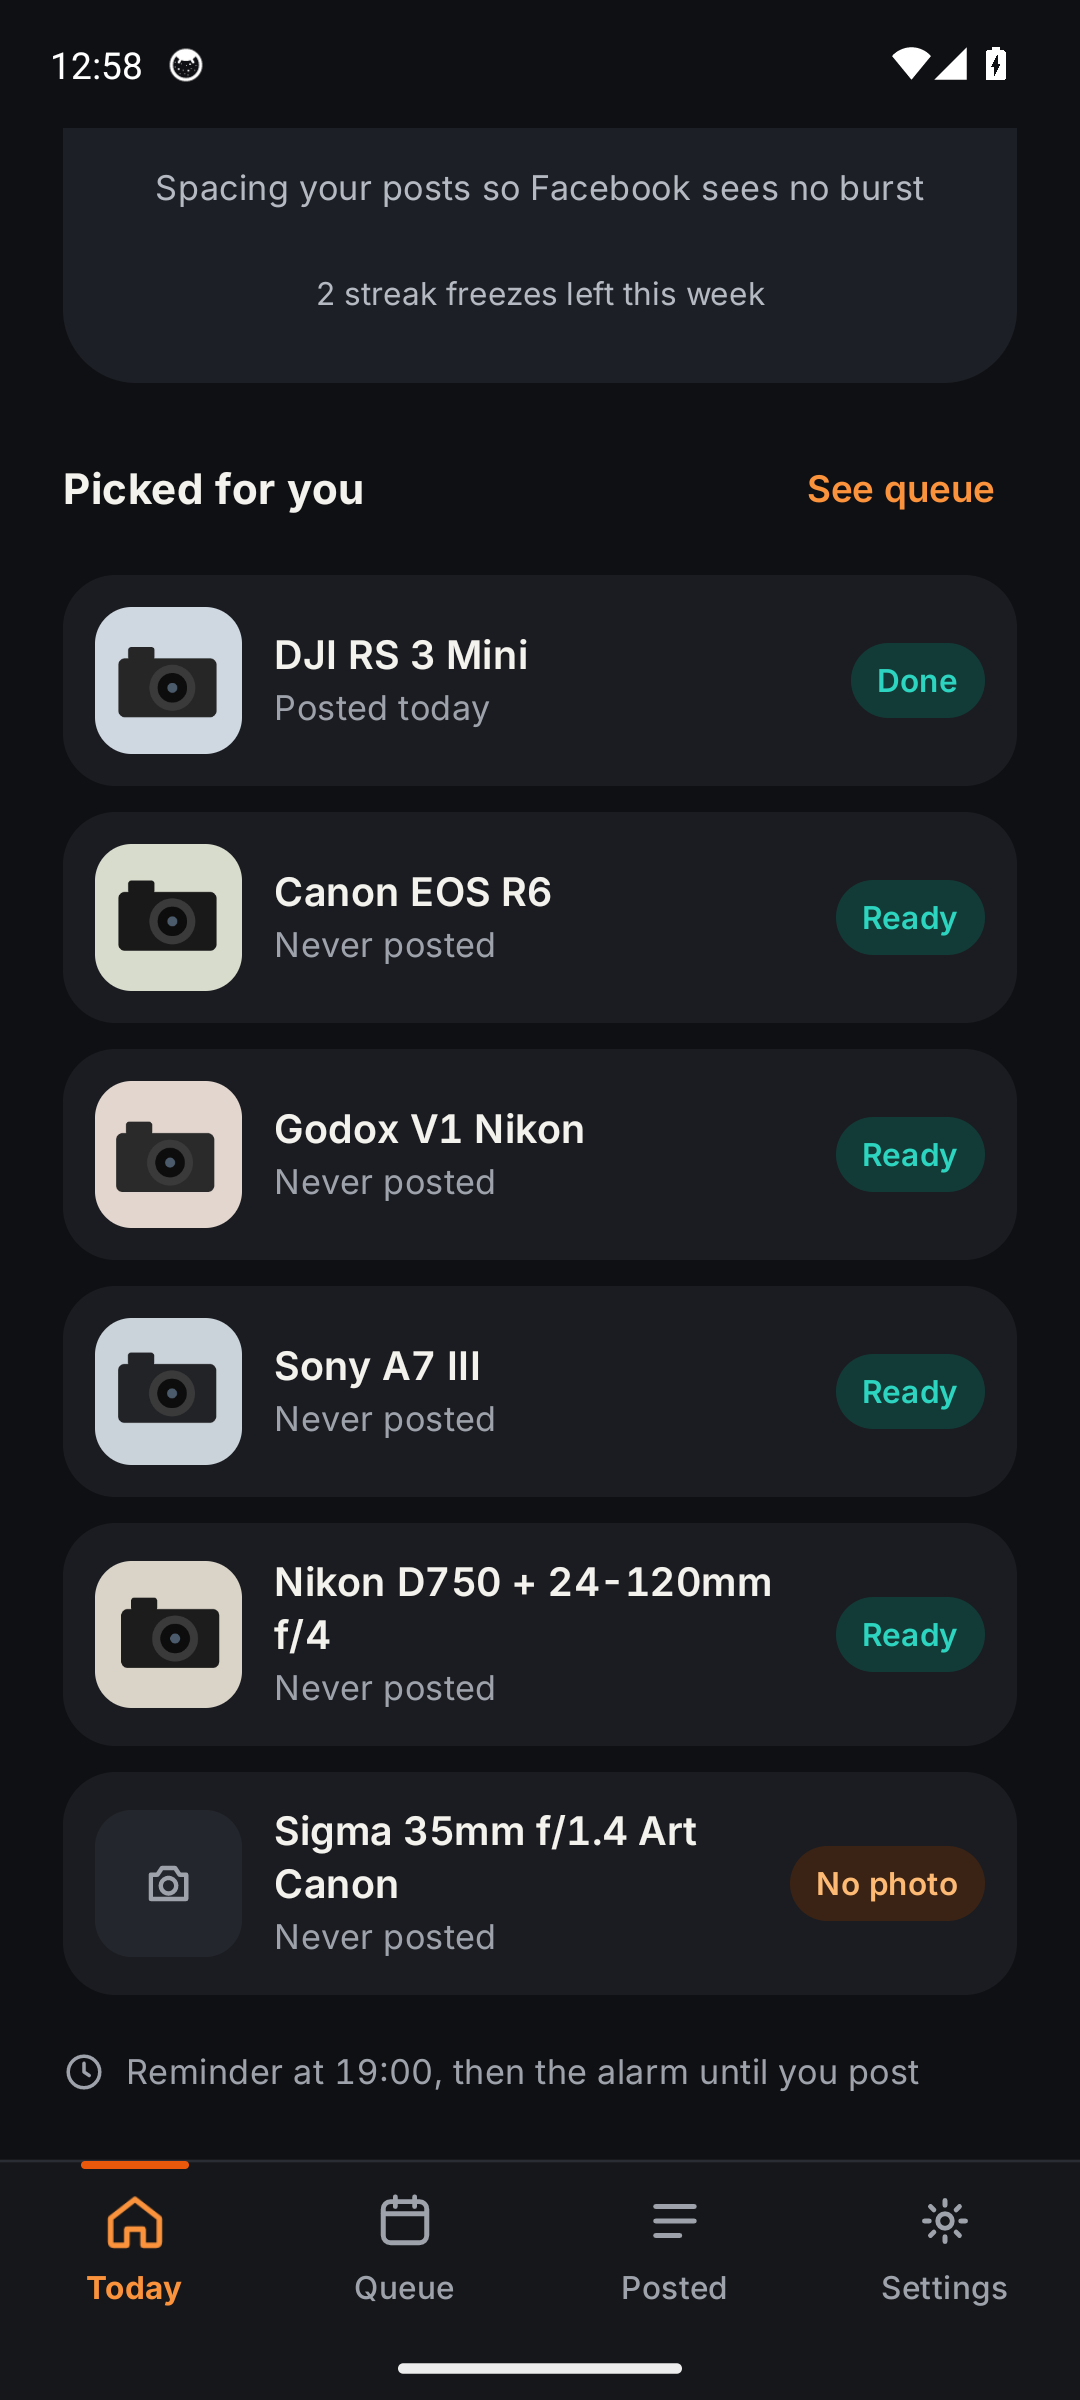 12:58
Spacing your posts so Facebook sees no burst
2 streak freezes left this week
Picked for you
See queue
DJI RS 3 Mini
Posted today
Done
Canon EOS R6
Never posted
Ready
Godox V1 Nikon
Never posted
Ready
Sony A7 III
Never posted
Ready
Nikon D750 + 24-120mm
f/4
Never posted
Ready
Sigma 35mm f/1.4 Art
Canon
Never posted
No photo
Reminder at 19:00, then the alarm until you post
Today
Queue
Posted
Settings